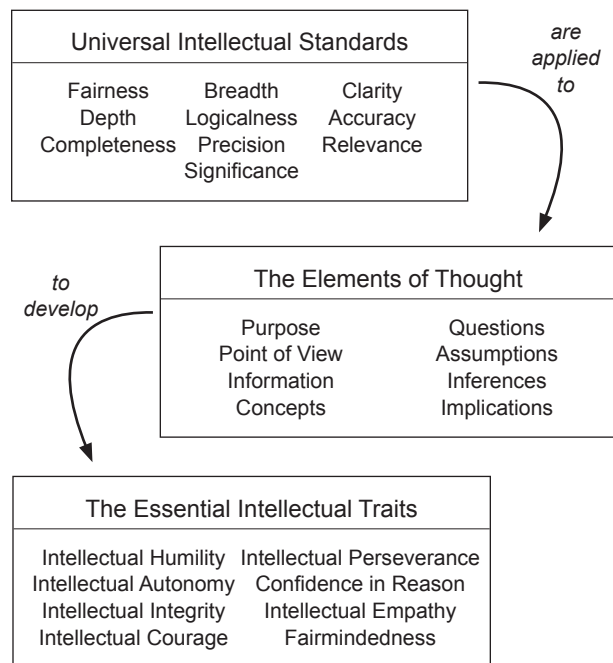 Universal Intellectual Standards
are
applied
to
Fairness Breadth Clarity
Depth Logicalness Accuracy
Completeness Precision Relevance
Significance
The Elements of Thought
to
develop
Purpose Questions
Point of View Assumptions
Information Inferences
Concepts Implications
The Essential Intellectual Traits
Intellectual Humility Intellectual Perseverance
Intellectual Autonomy Confidence in Reason
Intellectual Integrity Intellectual Empathy
Intellectual Courage Fairmindedness